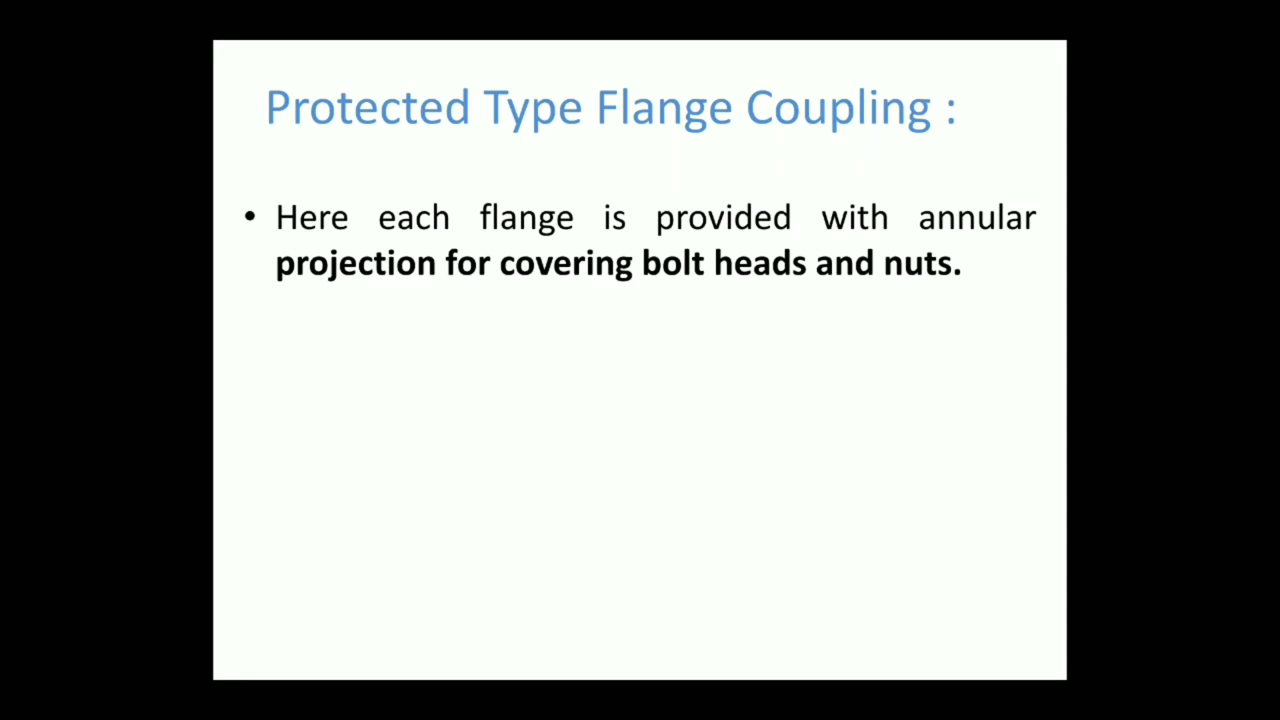 Protected Type Flange Coupling :
• Here each flange is provided with annular
projection for covering bolt heads and nuts.